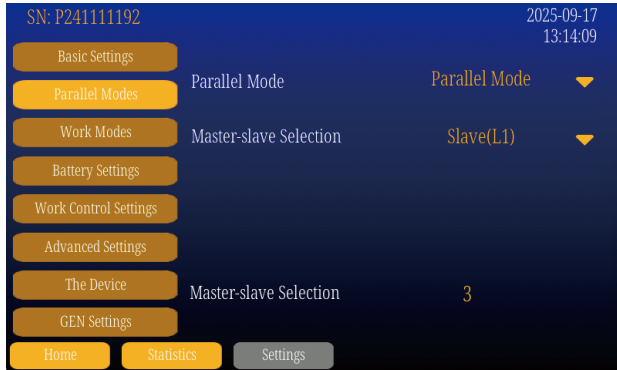 SN: P241111192
2025-09-17
13:14:09
Basic Settings
Parallel Modes
Work Modes
Battery Settings
Work Control Settings
Advanced Settings
The Device
GEN Settings
Parallel Mode Parallel Mode
Master-slave Selection Slave(L1)
Master-slave Selection 3
Home Statistics Settings